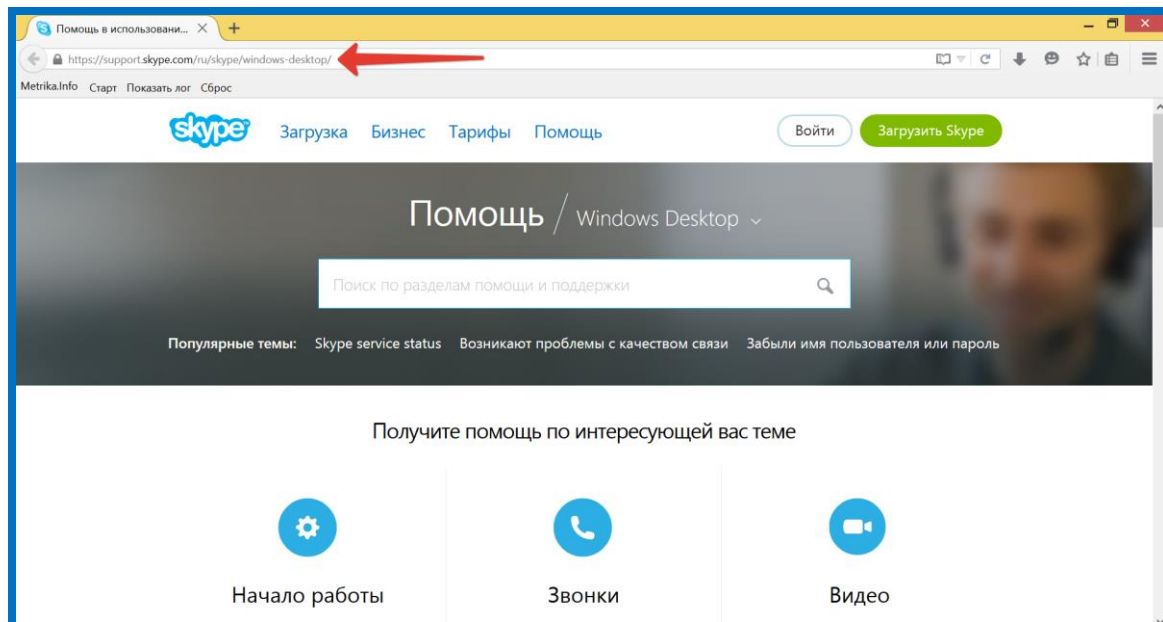 Помощь в использовани...
https://support.skype.com/ru/skype/windows-desktop/
Metrika.Info Старт Показать лог Сброс
skype Загрузка Бизнес Тарифы Помощь Войти Загрузить Skype
Помощь / Windows Desktop
Поиск по разделам помощи и поддержки
Популярные темы: Skype service status Возникают проблемы с качеством связи Забыли имя пользователя или пароль
Получите помощь по интересующей вас теме
Начало работы Звонки Видео